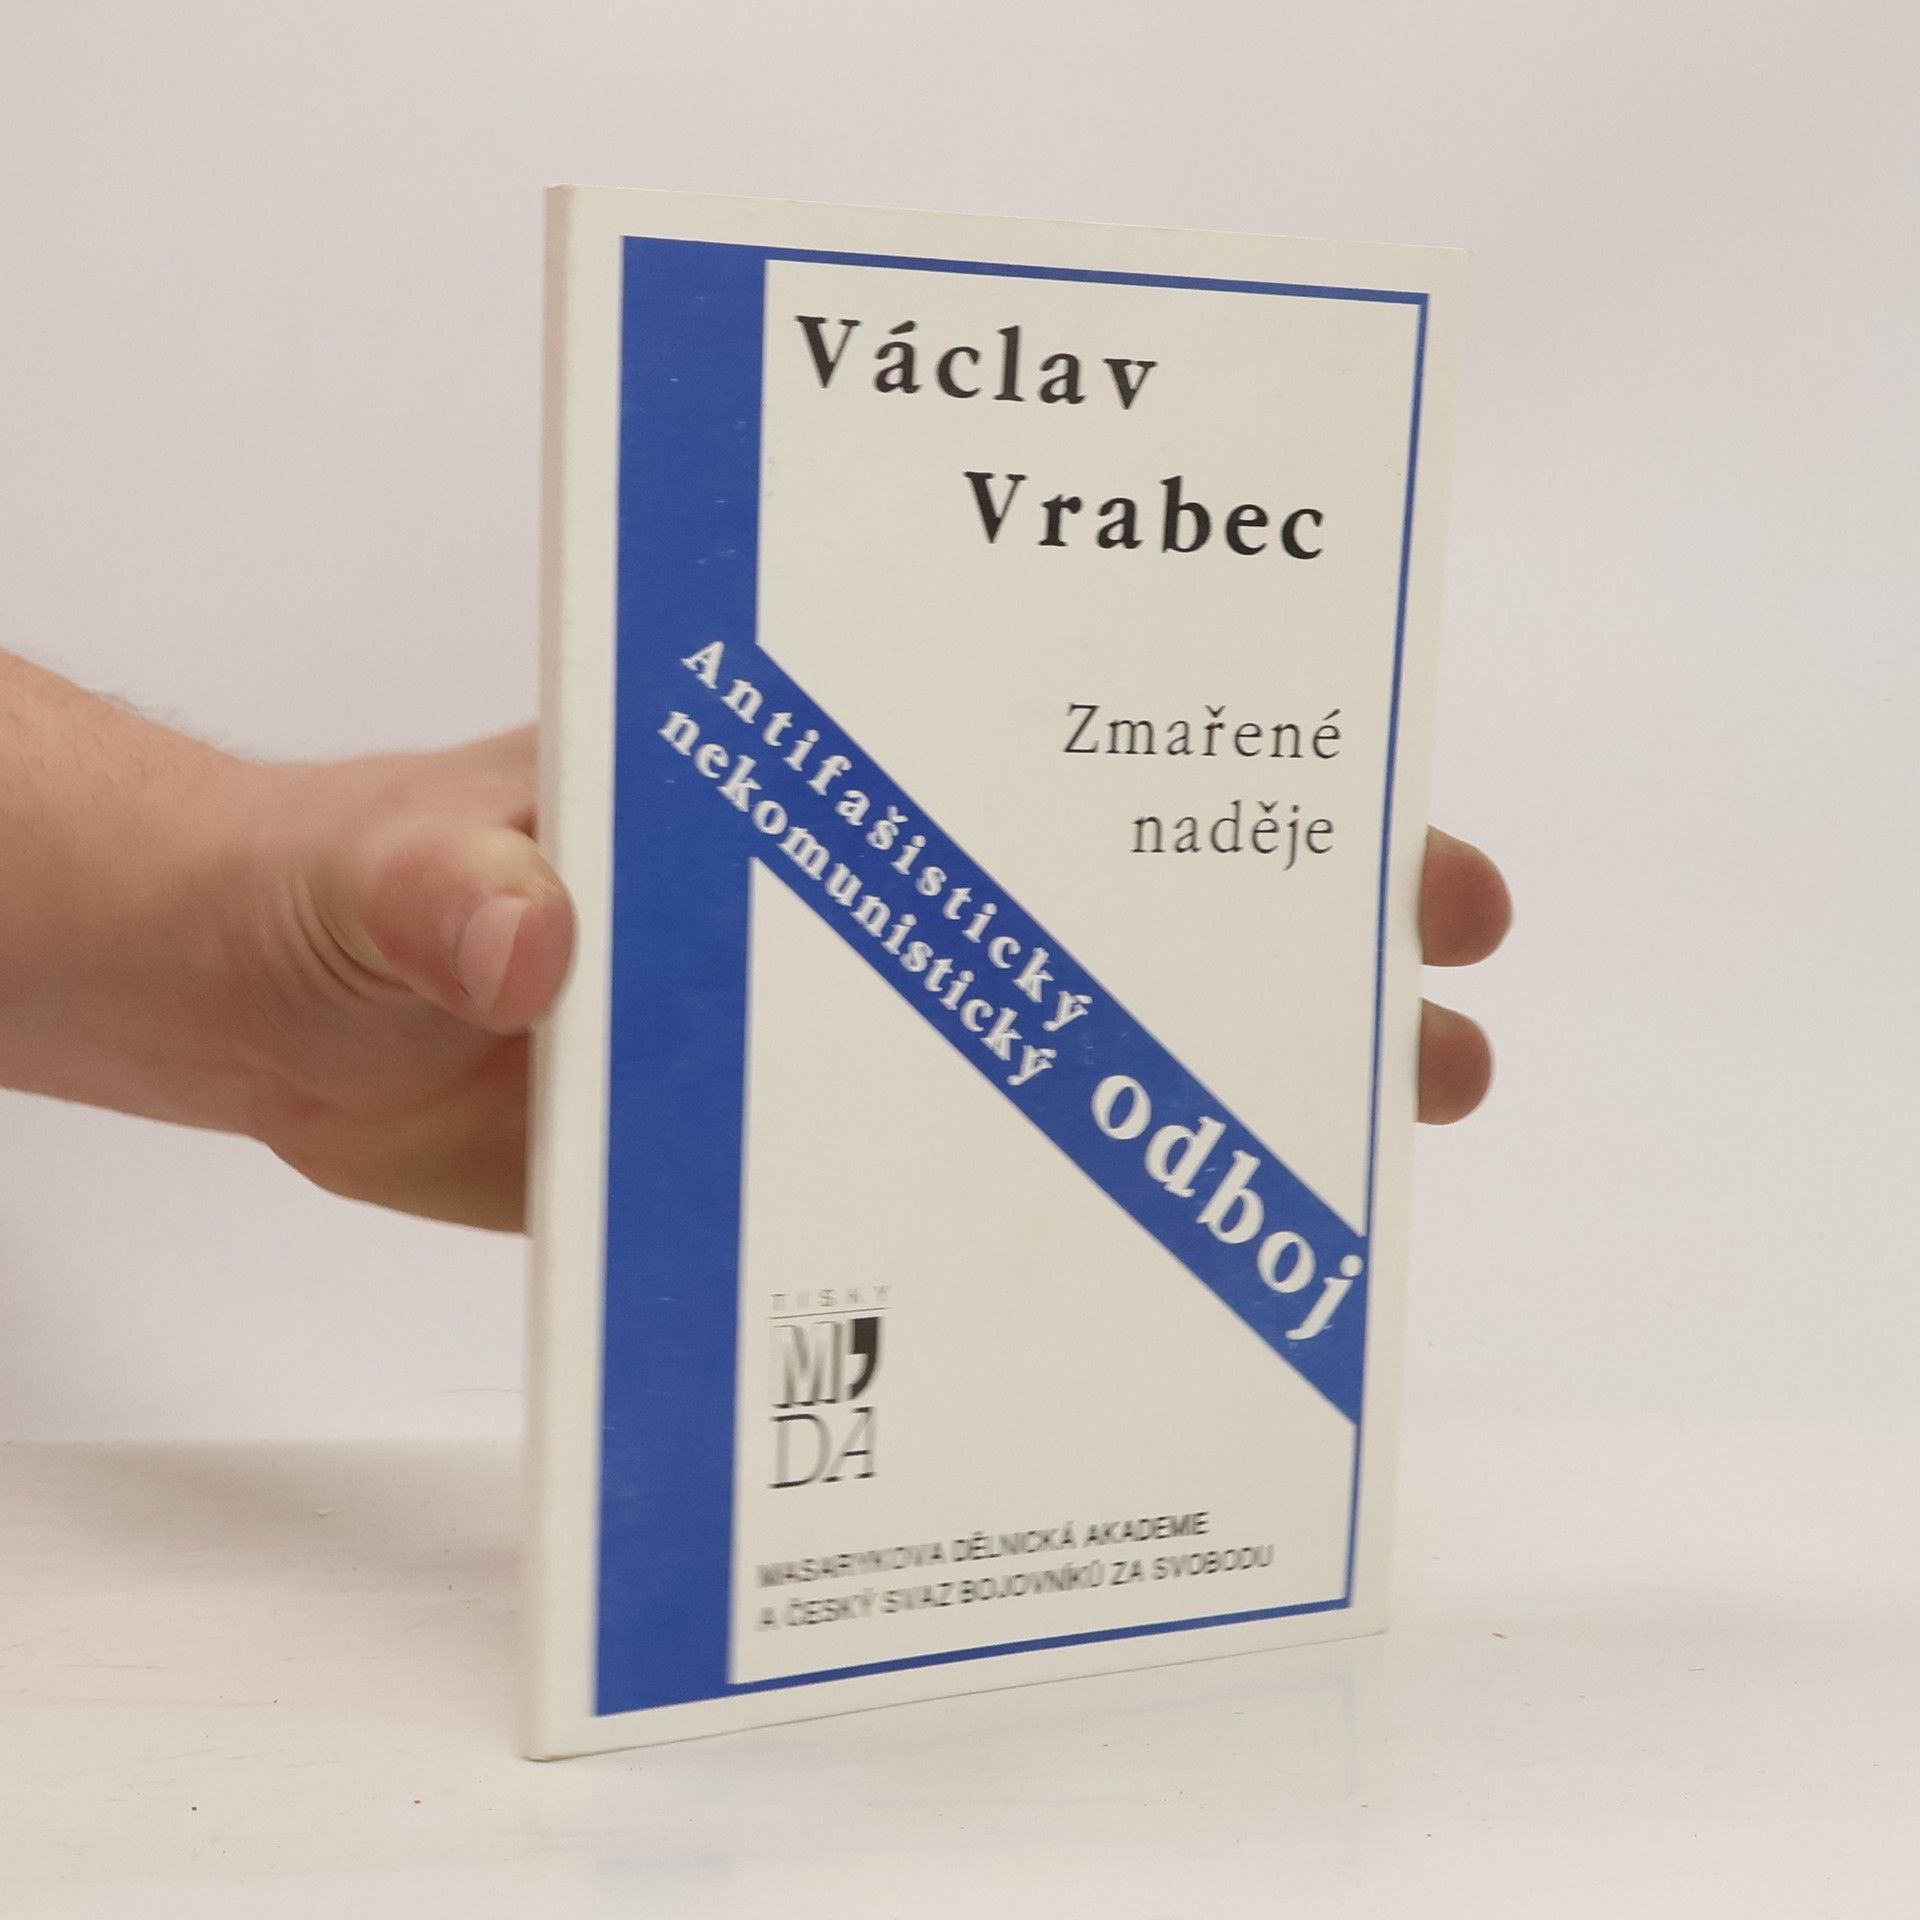 Václav
Vrabec
Zmařené
naděje
Antifašistický
nekomunistický
odboj
TISKY
M'
DA
MASARYKOVA DĚLNICKÁ AKADEMIE
A ČESKÝ SVAZ BOJOVNÍKŮ ZA SVOBODU